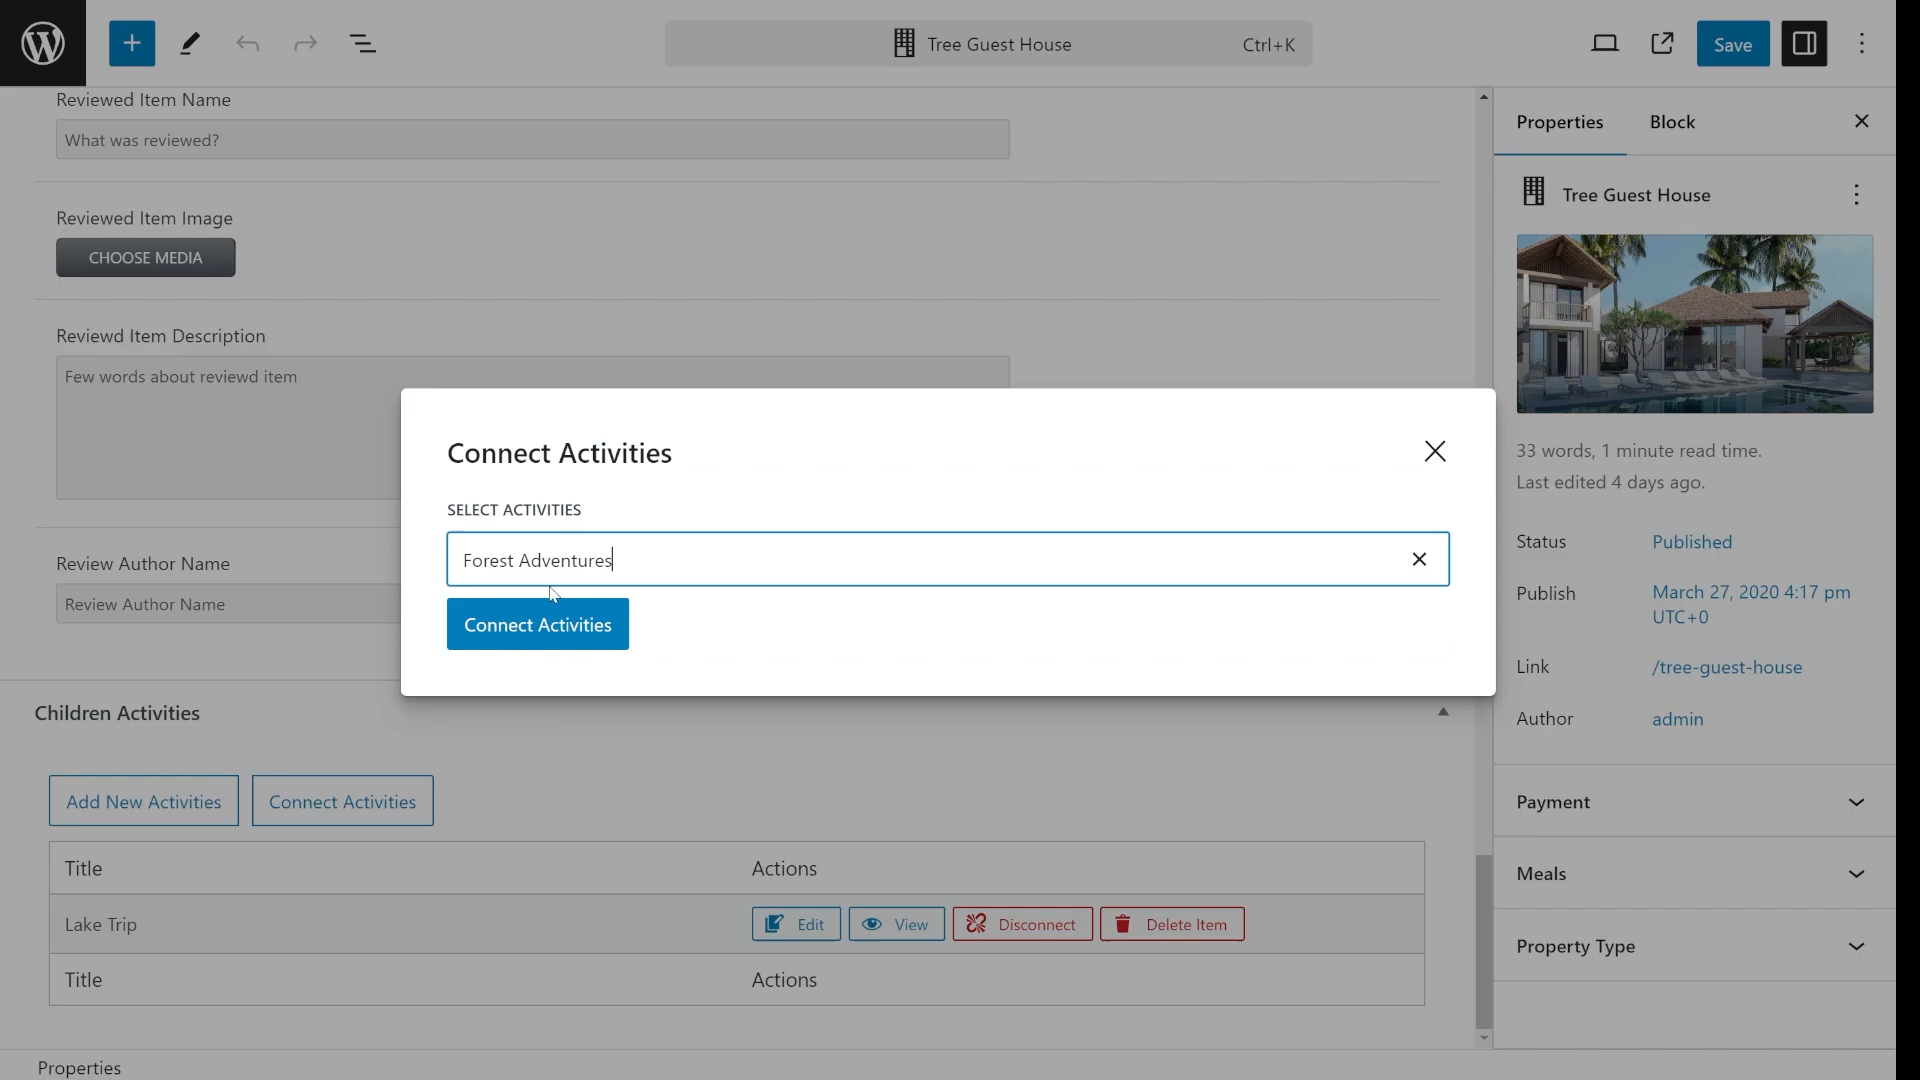 Tree Guest House
Ctrl+K
Save
Reviewed Item Name
What was reviewed?
Reviewed Item Image
CHOOSE MEDIA
Reviewd Item Description
Few words about reviewd item
Review Author Name
Review Author Name
Connect Activities
SELECT ACTIVITIES
Forest Adventures
Connect Activities
Children Activities
Add New Activities
Connect Activities
Title
Actions
Lake Trip
Edit
View
Disconnect
Delete Item
Title
Actions
Properties
Properties
Block
Tree Guest House
33 words, 1 minute read time.
Last edited 4 days ago.
Status
Published
Publish
March 27, 2020 4:17 pm
UTC+0
Link
/tree-guest-house
Author
admin
Payment
Meals
Property Type